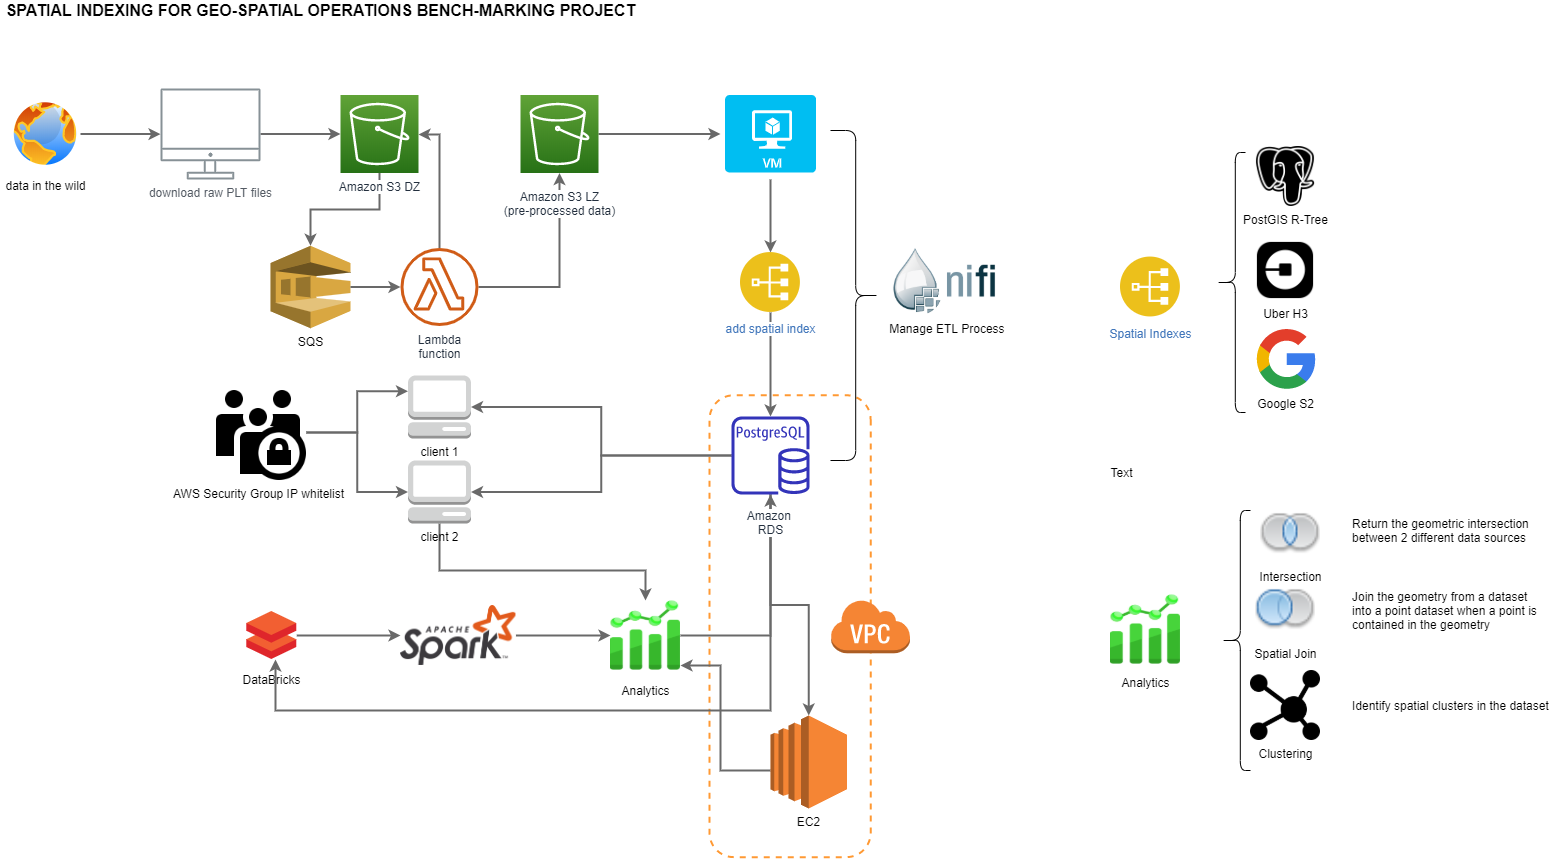 SPATIAL INDEXING FOR GEO-SPATIAL OPERATIONS BENCH-MARKING PROJECT
data in the wild
download raw PLT files
Amazon S3 DZ
Amazon S3 LZ
(pre-processed data)
VM
SQS
Lambda
function
add spatial index
nifi
Manage ETL Process
AWS Security Group IP whitelist
client 1
client 2
PostgreSQL
Amazon
RDS
DataBricks
APACHE
Spark
Analytics
VPC
EC2
PostGIS R-Tree
Uber H3
Spatial Indexes
Google S2
Text
Return the geometric intersection
between 2 different data sources
Intersection
Join the geometry from a dataset
into a point dataset when a point is
contained in the geometry
Spatial Join
Analytics
Identify spatial clusters in the dataset
Clustering